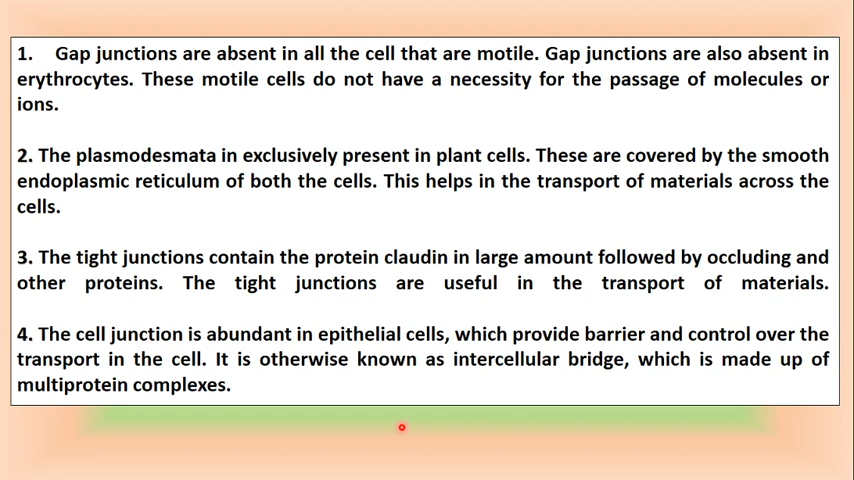 1. Gap junctions are absent in all the cell that are motile. Gap junctions are also absent in
erythrocytes. These motile cells do not have a necessity for the passage of molecules or
ions.
2. The plasmodesmata in exclusively present in plant cells. These are covered by the smooth
endoplasmic reticulum of both the cells. This helps in the transport of materials across the
cells.
3. The tight junctions contain the protein claudin in large amount followed by occluding and
other proteins. The tight junctions are useful in the transport of materials.
4. The cell junction is abundant in epithelial cells, which provide barrier and control over the
transport in the cell. It is otherwise known as intercellular bridge, which is made up of
multiprotein complexes.